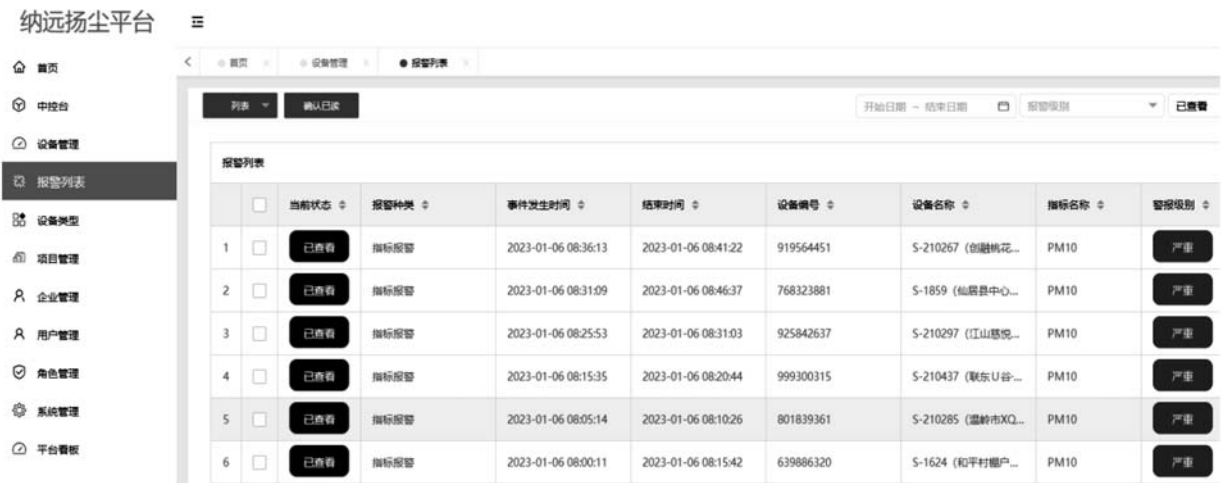 纳远扬尘平台
首页
中控台
设备管理
报警列表
设备类型
项目管理
企业管理
用户管理
角色管理
系统管理
平台看板
首页 设备管理 报警列表
列表 确认已读 开始日期 ~ 结束日期 报警级别 已查看
报警列表
当前状态 报警种类 事件发生时间 结束时间 设备编号 设备名称 指标名称 警报级别
1 已查看 指标报警 2023-01-06 08:36:13 2023-01-06 08:41:22 919564451 S-210267（创融桃花... PM10 严重
2 已查看 指标报警 2023-01-06 08:31:09 2023-01-06 08:46:37 768323881 S-1859（仙居县中心... PM10 严重
3 已查看 指标报警 2023-01-06 08:25:53 2023-01-06 08:31:03 925842637 S-210297（江山慈悦... PM10 严重
4 已查看 指标报警 2023-01-06 08:15:35 2023-01-06 08:20:44 999300315 S-210437（联东U谷·... PM10 严重
5 已查看 指标报警 2023-01-06 08:05:14 2023-01-06 08:10:26 801839361 S-210285（温岭市XQ... PM10 严重
6 已查看 指标报警 2023-01-06 08:00:11 2023-01-06 08:15:42 639886320 S-1624（和平村棚户... PM10 严重